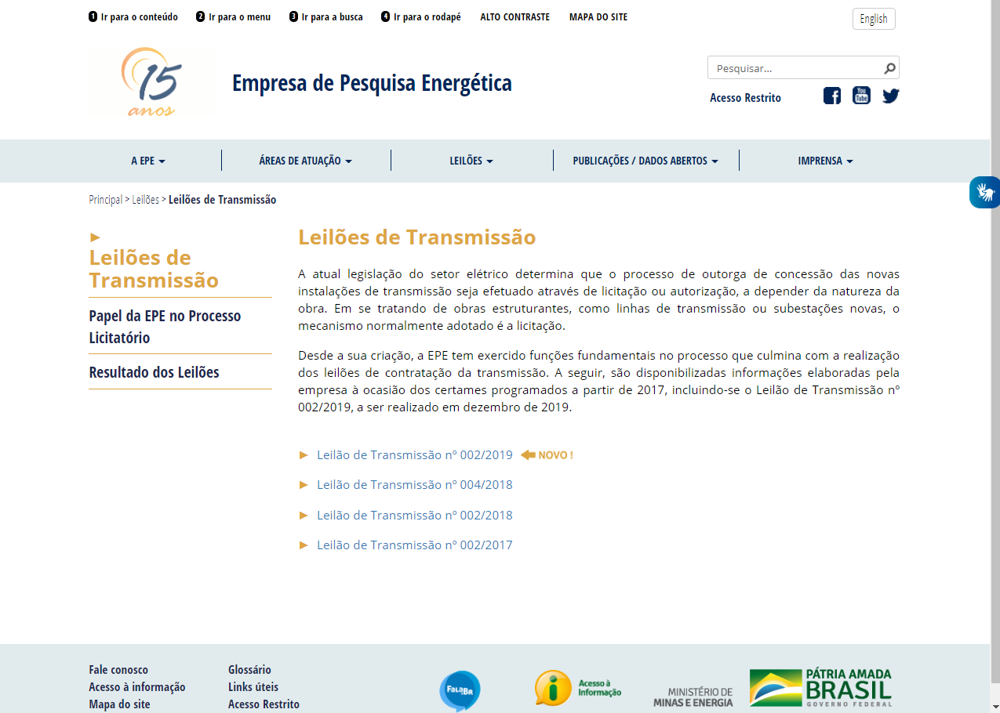 1 Ir para o conteúdo 2 Ir para o menu 3 Ir para a busca 4 Ir para o rodapé ALTO CONTRASTE MAPA DO SITE English
15 anos
Empresa de Pesquisa Energética
Pesquisar...
Acesso Restrito
You Tube
A EPE ÁREAS DE ATUAÇÃO LEILÕES PUBLICAÇÕES / DADOS ABERTOS IMPRENSA
Principal > Leilões > Leilões de Transmissão
Leilões de
Transmissão
Papel da EPE no Processo
Licitatório
Resultado dos Leilões
Leilões de Transmissão
A atual legislação do setor elétrico determina que o processo de outorga de concessão das novas
instalações de transmissão seja efetuado através de licitação ou autorização, a depender da natureza da
obra. Em se tratando de obras estruturantes, como linhas de transmissão ou subestações novas, o
mecanismo normalmente adotado é a licitação.
Desde a sua criação, a EPE tem exercido funções fundamentais no processo que culmina com a realização
dos leilões de contratação da transmissão. A seguir, são disponibilizadas informações elaboradas pela
empresa à ocasião dos certames programados a partir de 2017, incluindo-se o Leilão de Transmissão nº
002/2019, a ser realizado em dezembro de 2019.
Leilão de Transmissão nº 002/2019 NOVO !
Leilão de Transmissão nº 004/2018
Leilão de Transmissão nº 002/2018
Leilão de Transmissão nº 002/2017
Fale conosco
Acesso à informação
Mapa do site
Glossário
Links úteis
Acesso Restrito
FalaBR
Acesso à
Informação
MINISTÉRIO DE
MINAS E ENERGIA
PÁTRIA AMADA
BRASIL
GOVERNO FEDERAL